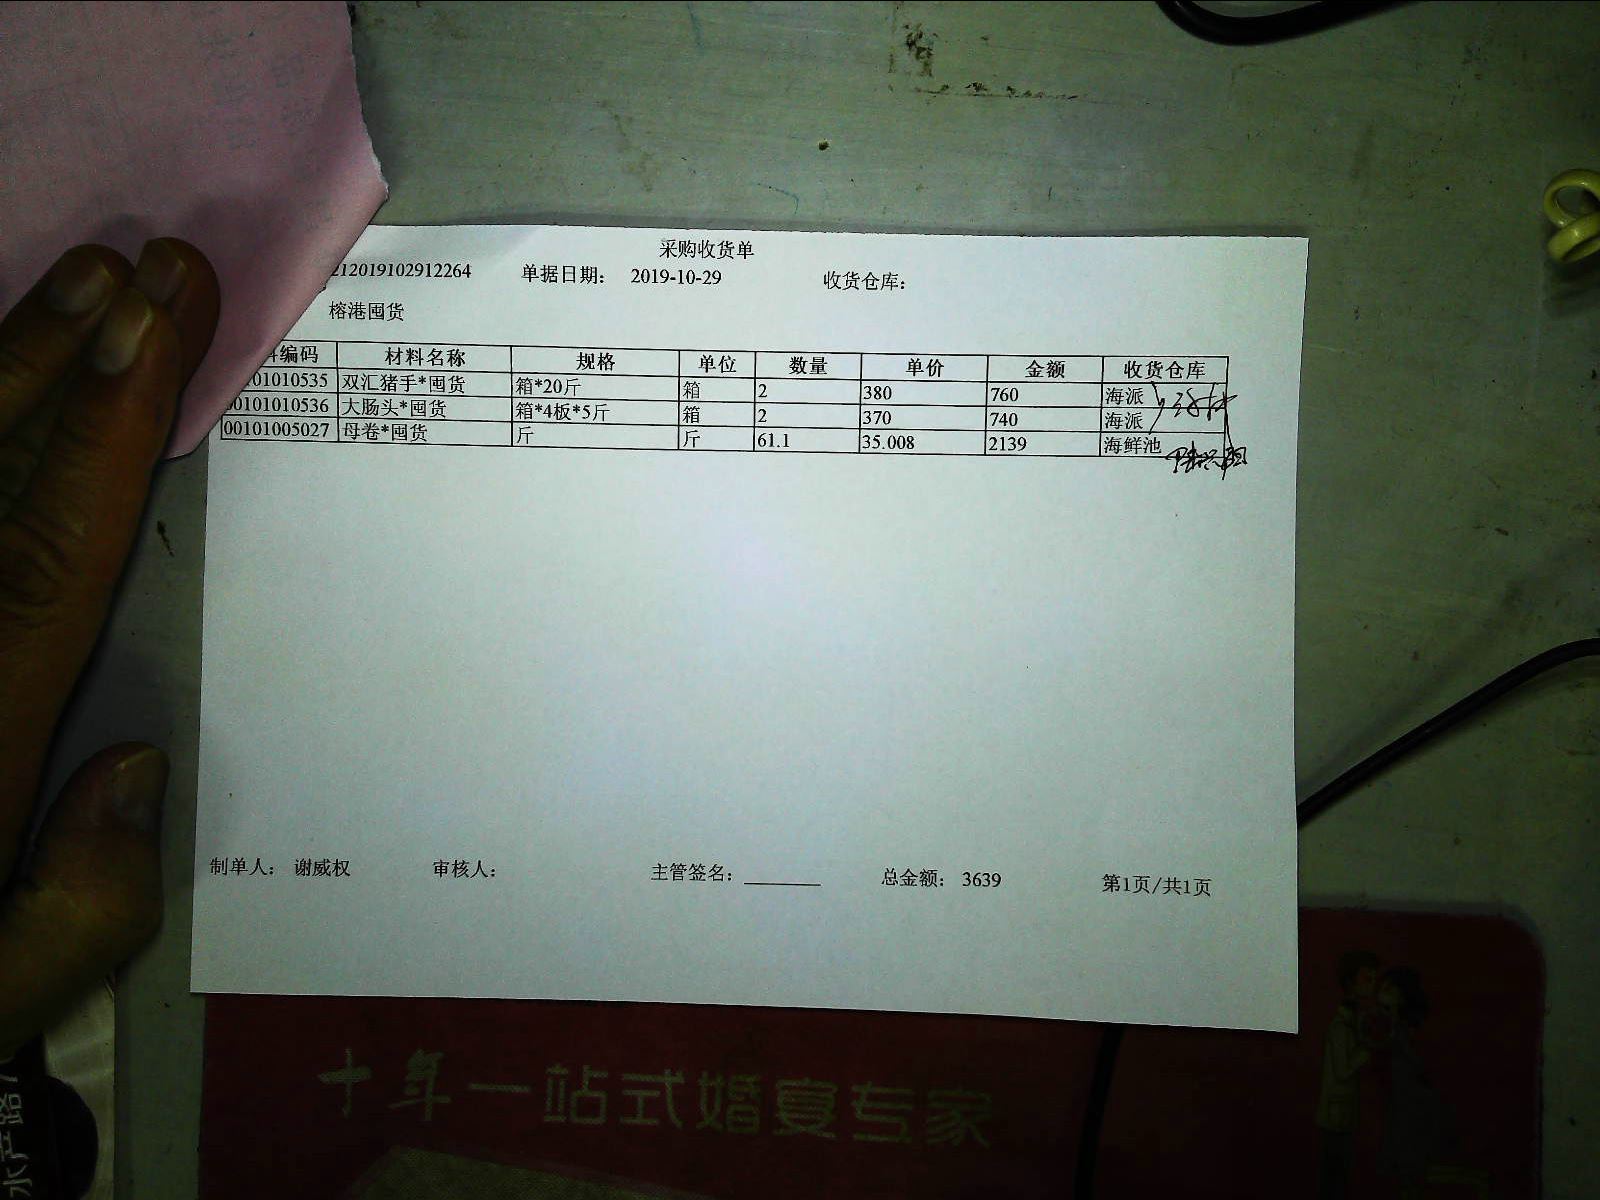 采购收货单
212019102912264 单据日期： 2019-10-29 收货仓库：
榕港囤货
编码 材料名称 规格 单位 数量 单价 金额 收货仓库
01010535 双汇猪手*囤货 箱*20斤 箱 2 380 760 海派
0101010536 大肠头*囤货 箱*4板*5斤 箱 2 370 740 海派
00101005027 母卷*囤货 斤 斤 61.1 35.008 2139 海鲜池
制单人： 谢威权 审核人： 主管签名： ________ 总金额： 3639 第1页/共1页
十年一站式婚宴专家
水产路